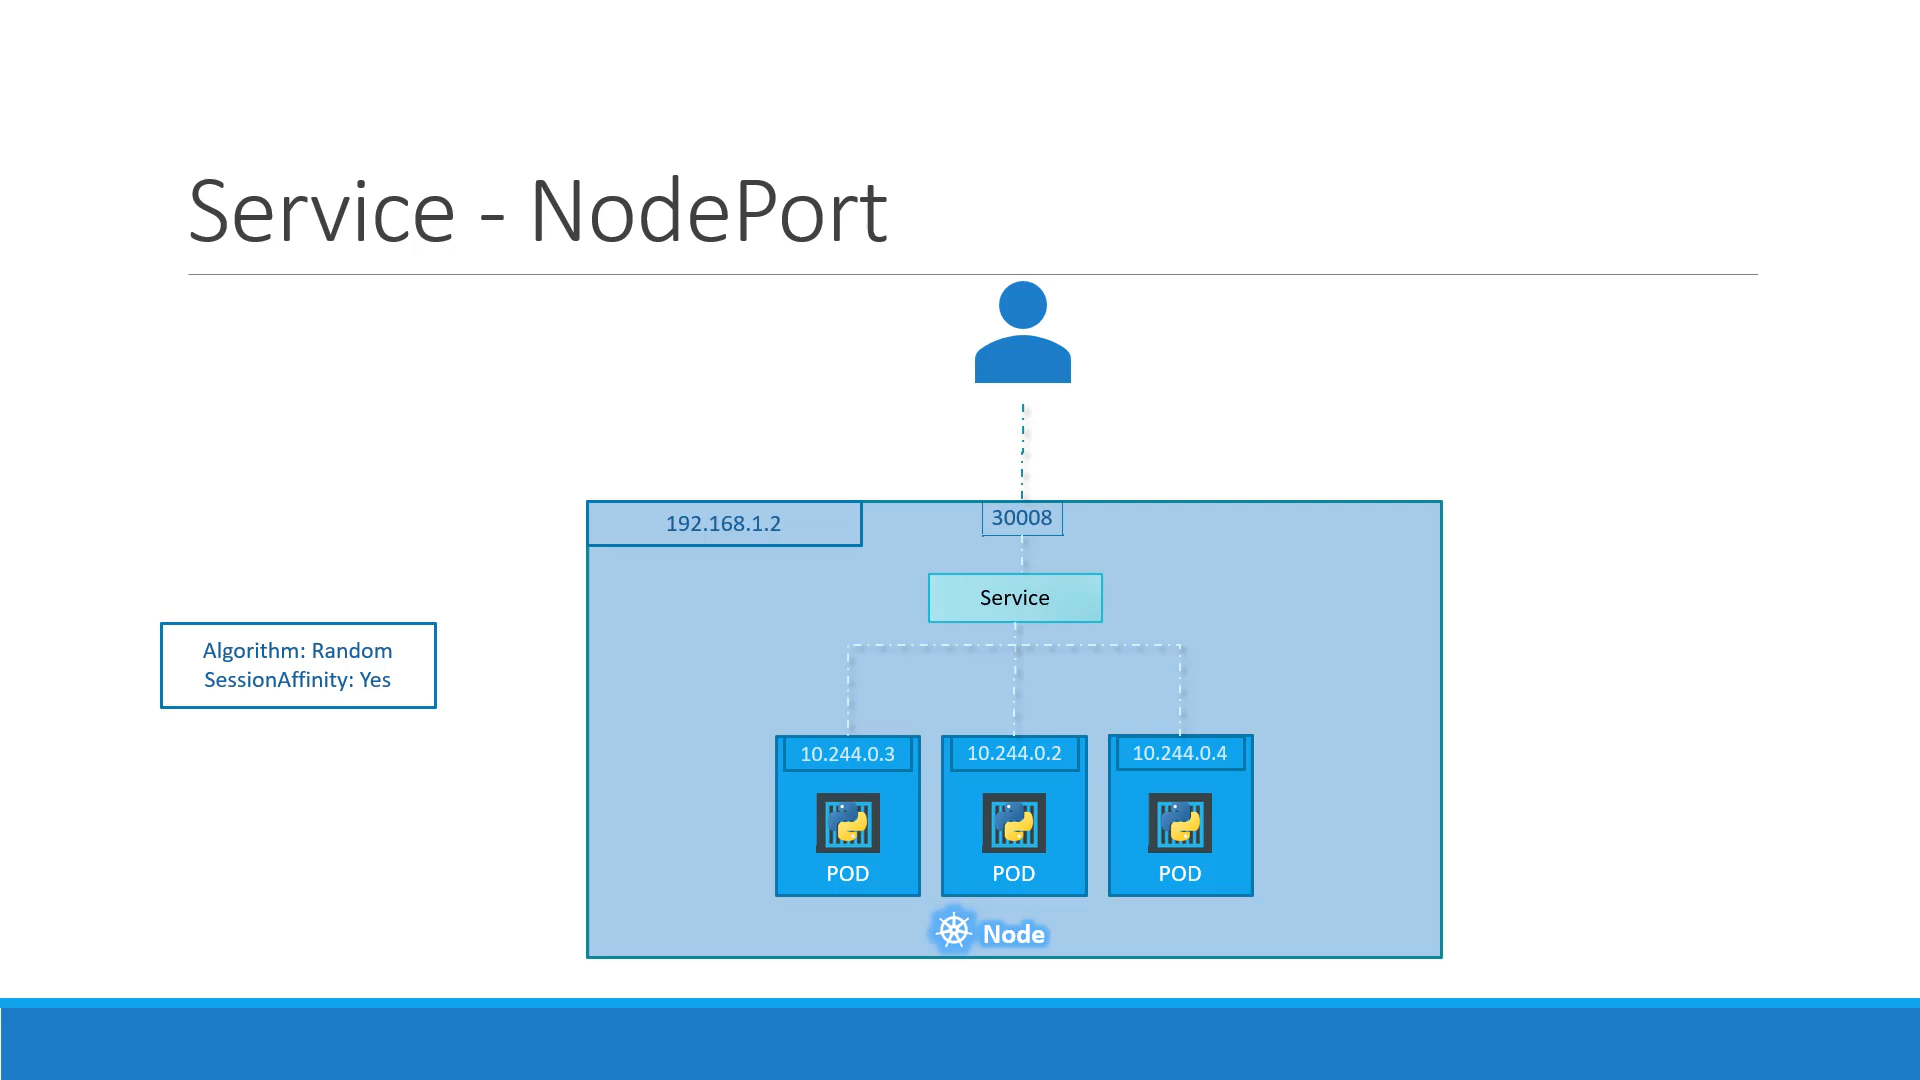 Service - NodePort
192.168.1.2
30008
Service
Algorithm: Random
SessionAffinity: Yes
10.244.0.3
10.244.0.2
10.244.0.4
POD
POD
POD
Node